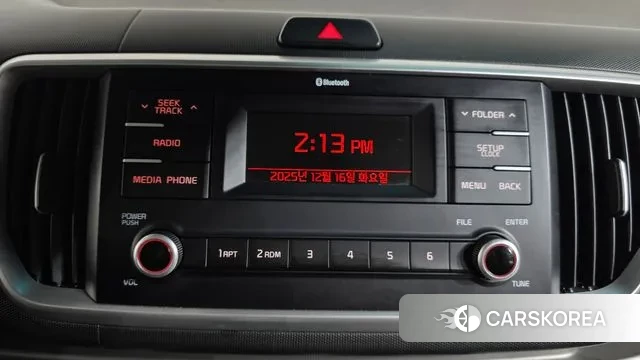 Bluetooth
SEEK
TRACK
RADIO
MEDIA PHONE
2:13 PM
2025년 12월 16일 화요일
FOLDER
SETUP
CLOCK
MENU BACK
POWER
PUSH
VOL
1 RPT
2 RDM
3
4
5
6
FILE
ENTER
TUNE
CARSKOREA